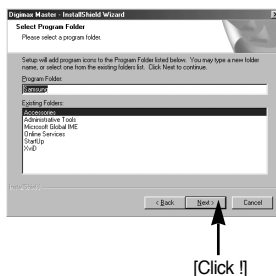 Digimax Master - InstallShield Wizard
Select Program Folder
Please select a program folder.
Setup will add program icons to the Program Folder listed below. You may type a new folder
name, or select one from the existing folders list. Click Next to continue.
Program Folder:
Samsung
Existing Folders:
Accessories
Administrative Tools
Microsoft Global IME
Online Services
StartUp
XviD
InstallShield
< Back
Next >
Cancel
[Click !]